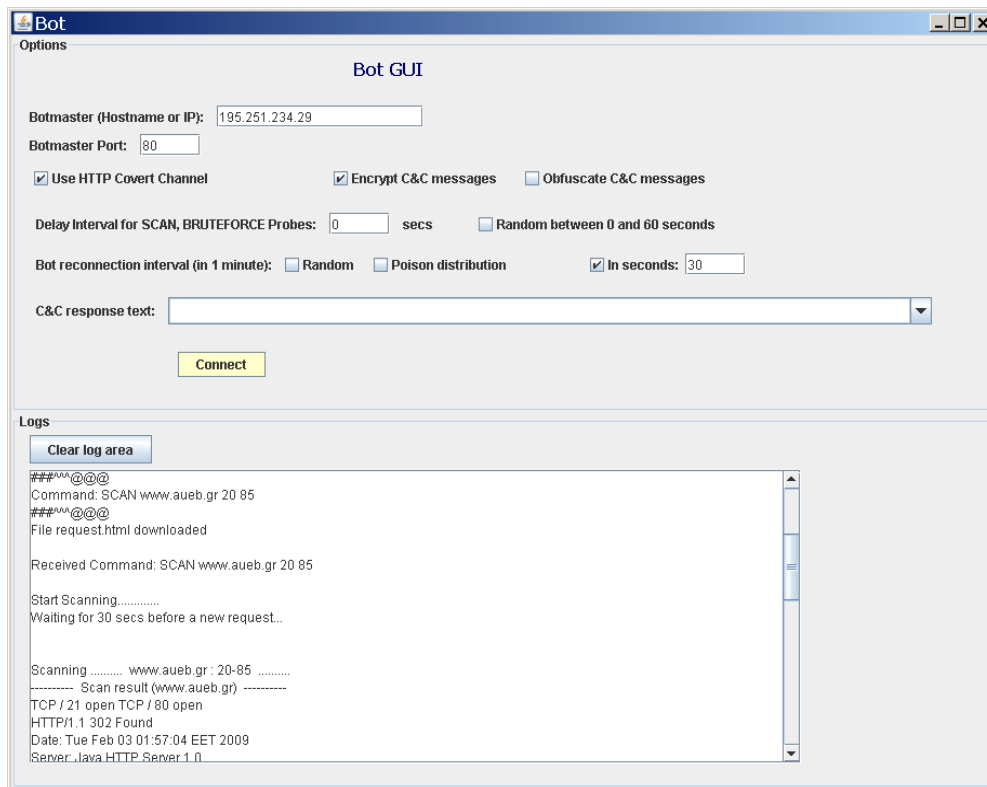 Bot
Options
Bot GUI
Botmaster (Hostname or IP): 195.251.234.29
Botmaster Port: 80
Use HTTP Covert Channel Encrypt C&C messages Obfuscate C&C messages
Delay Interval for SCAN, BRUTEFORCE Probes: 0 secs Random between 0 and 60 seconds
Bot reconnection interval (in 1 minute): Random Poison distribution In seconds: 30
C&C response text:
Connect
Logs
Clear log area
###^^^@@@
Command: SCAN www.aueb.gr 20 85
###^^^@@@
File request.html downloaded
Received Command: SCAN www.aueb.gr 20 85
Start Scanning.............
Waiting for 30 secs before a new request...
Scanning .......... www.aueb.gr : 20-85 ..........
---------- Scan result (www.aueb.gr) ----------
TCP / 21 open TCP / 80 open
HTTP/1.1 302 Found
Date: Tue Feb 03 01:57:04 EET 2009
Server: Java HTTP Server 1.0